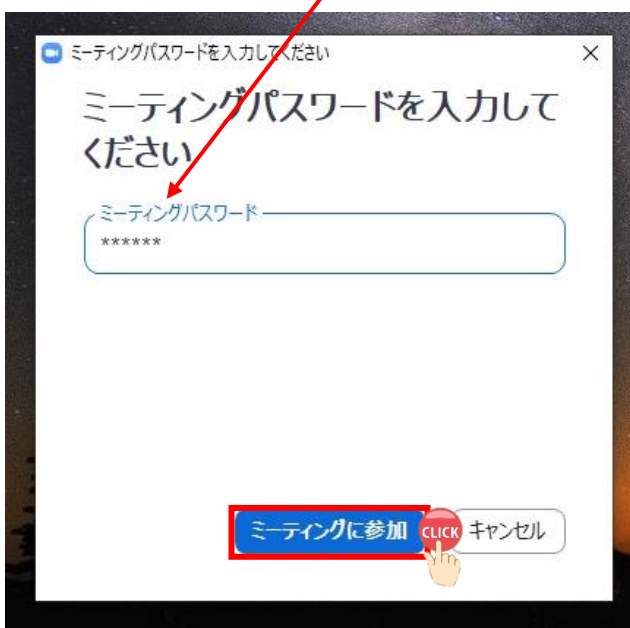 ミーティングパスワードを入力してください
ミーティングパスワードを入力して
ください
ミーティングパスワード
******
ミーティングに参加
CLICK
キャンセル